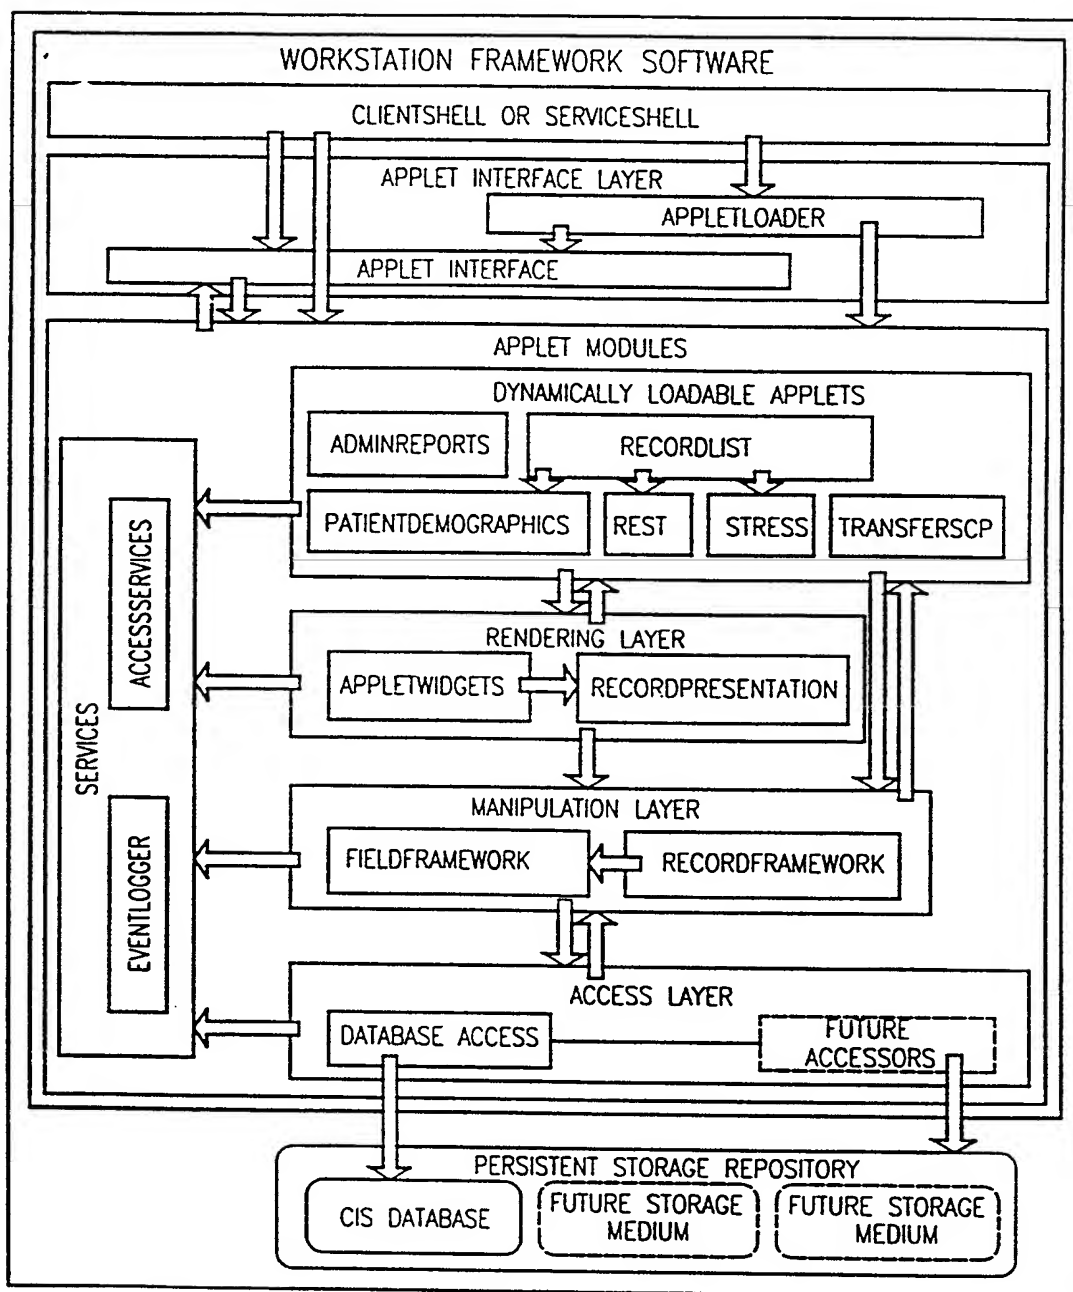 WORKSTATION FRAMEWORK SOFTWARE
CLIENTSHELL OR SERVICESHELL
APPLET INTERFACE LAYER
APPLETLOADER
APPLET INTERFACE
APPLET MODULES
DYNAMICALLY LOADABLE APPLETS
ADMINREPORTS
RECORDLIST
PATIENTDEMOGRAPHICS
REST
STRESS
TRANSFERSCP
SERVICES
ACCESSSERVICES
EVENTLOGGER
RENDERING LAYER
APPLETWIDGETS
RECORDPRESENTATION
MANIPULATION LAYER
FIELDFRAMEWORK
RECORDFRAMEWORK
ACCESS LAYER
DATABASE ACCESS
FUTURE
ACCESSORS
PERSISTENT STORAGE REPOSITORY
CIS DATABASE
FUTURE STORAGE
MEDIUM
FUTURE STORAGE
MEDIUM